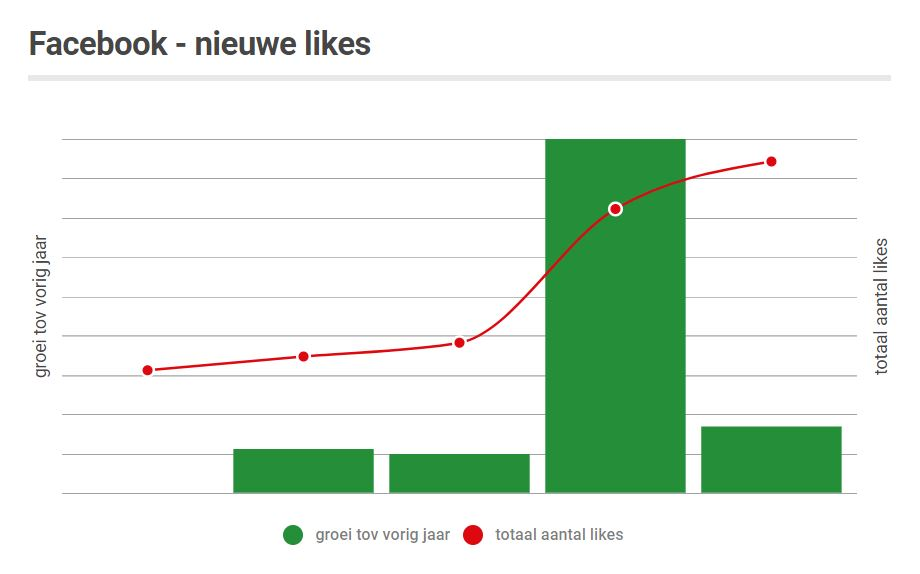 Facebook - nieuwe likes
groei tov vorig jaar
totaal aantal likes
groei tov vorig jaar
totaal aantal likes